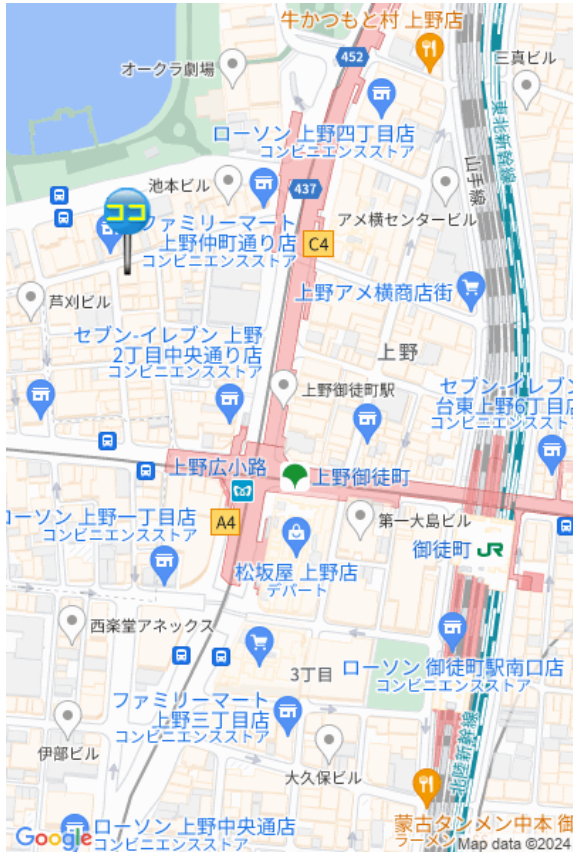 牛かつもと村 上野店
452
オークラ劇場
三真ビル
東北新幹線
ローソン 上野四丁目店
コンビニエンスストア
山手線
池本ビル
437
ココ
ファミリーマート
上野仲町通り店
コンビニエンスストア
アメ横センタービル
C4
芦刈ビル
上野アメ横商店街
セブン-イレブン 上野
2丁目中央通り店
コンビニエンスストア
上野
上野御徒町駅
セブン-イレブン
台東上野6丁目店
コンビニエンスストア
上野広小路
上野御徒町
ローソン 上野一丁目店
コンビニエンスストア
A4
第一大島ビル
御徒町 JR
松坂屋 上野店
デパート
西楽堂アネックス
3丁目
ローソン 御徒町駅南口店
コンビニエンスストア
ファミリーマート
上野三丁目店
コンビニエンスストア
伊部ビル
北陸新幹線
大久保ビル
蒙古タンメン中本 御
ラーメン
ローソン 上野中央通店
コンビニエンスストア
Google
Map data ©2024